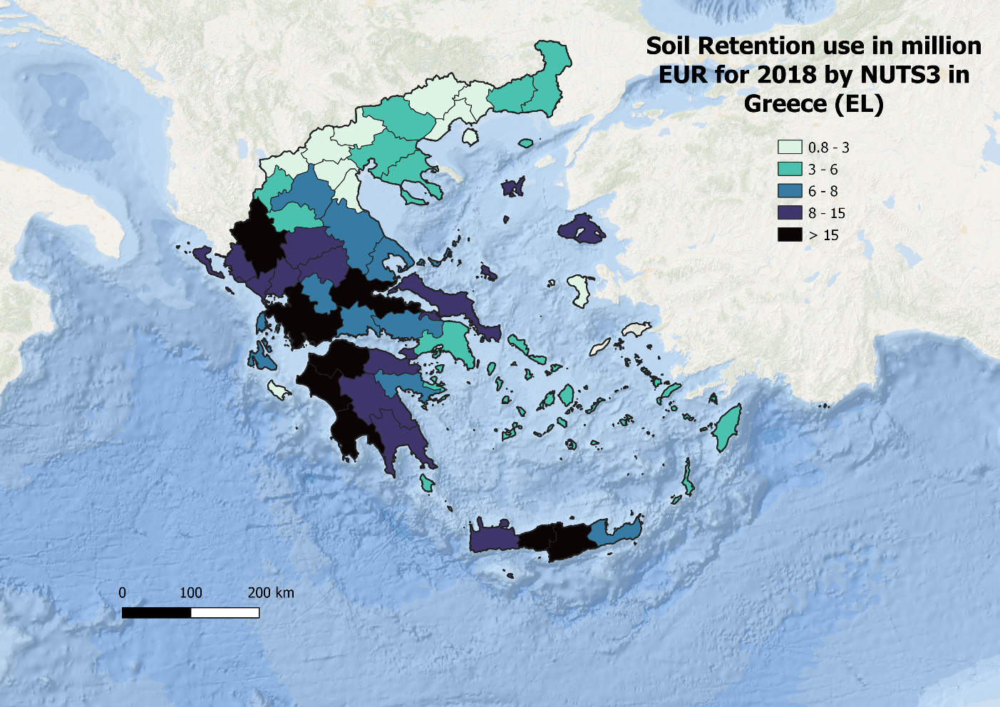 Soil Retention use in million
EUR for 2018 by NUTS3 in
Greece (EL)
0.8 - 3
3 - 6
6 - 8
8 - 15
> 15
0 100 200 km